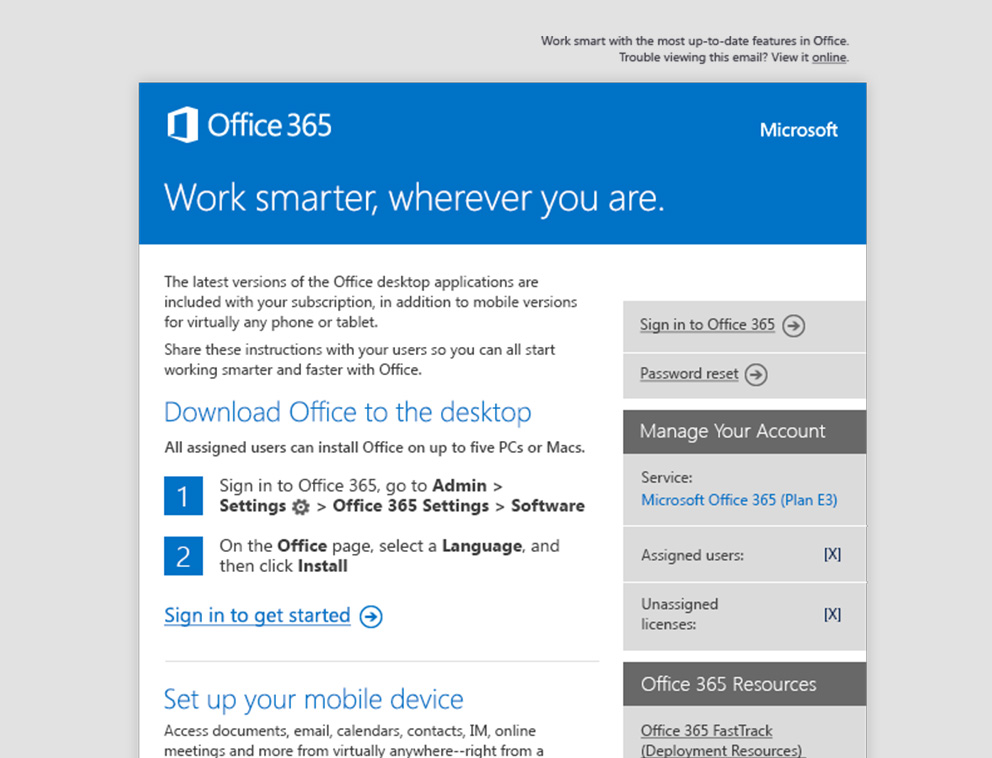 Work smart with the most up-to-date features in Office.
Trouble viewing this email? View it online.
Office 365
Microsoft
Work smarter, wherever you are.
The latest versions of the Office desktop applications are
included with your subscription, in addition to mobile versions
for virtually any phone or tablet.
Share these instructions with your users so you can all start
working smarter and faster with Office.
Download Office to the desktop
All assigned users can install Office on up to five PCs or Macs.
1
Sign in to Office 365, go to Admin >
Settings > Office 365 Settings > Software
2
On the Office page, select a Language, and
then click Install
Sign in to get started
Set up your mobile device
Access documents, email, calendars, contacts, IM, online
meetings and more from virtually anywhere--right from a
Sign in to Office 365
Password reset
Manage Your Account
Service:
Microsoft Office 365 (Plan E3)
Assigned users: [X]
Unassigned
licenses: [X]
Office 365 Resources
Office 365 FastTrack
(Deployment Resources)